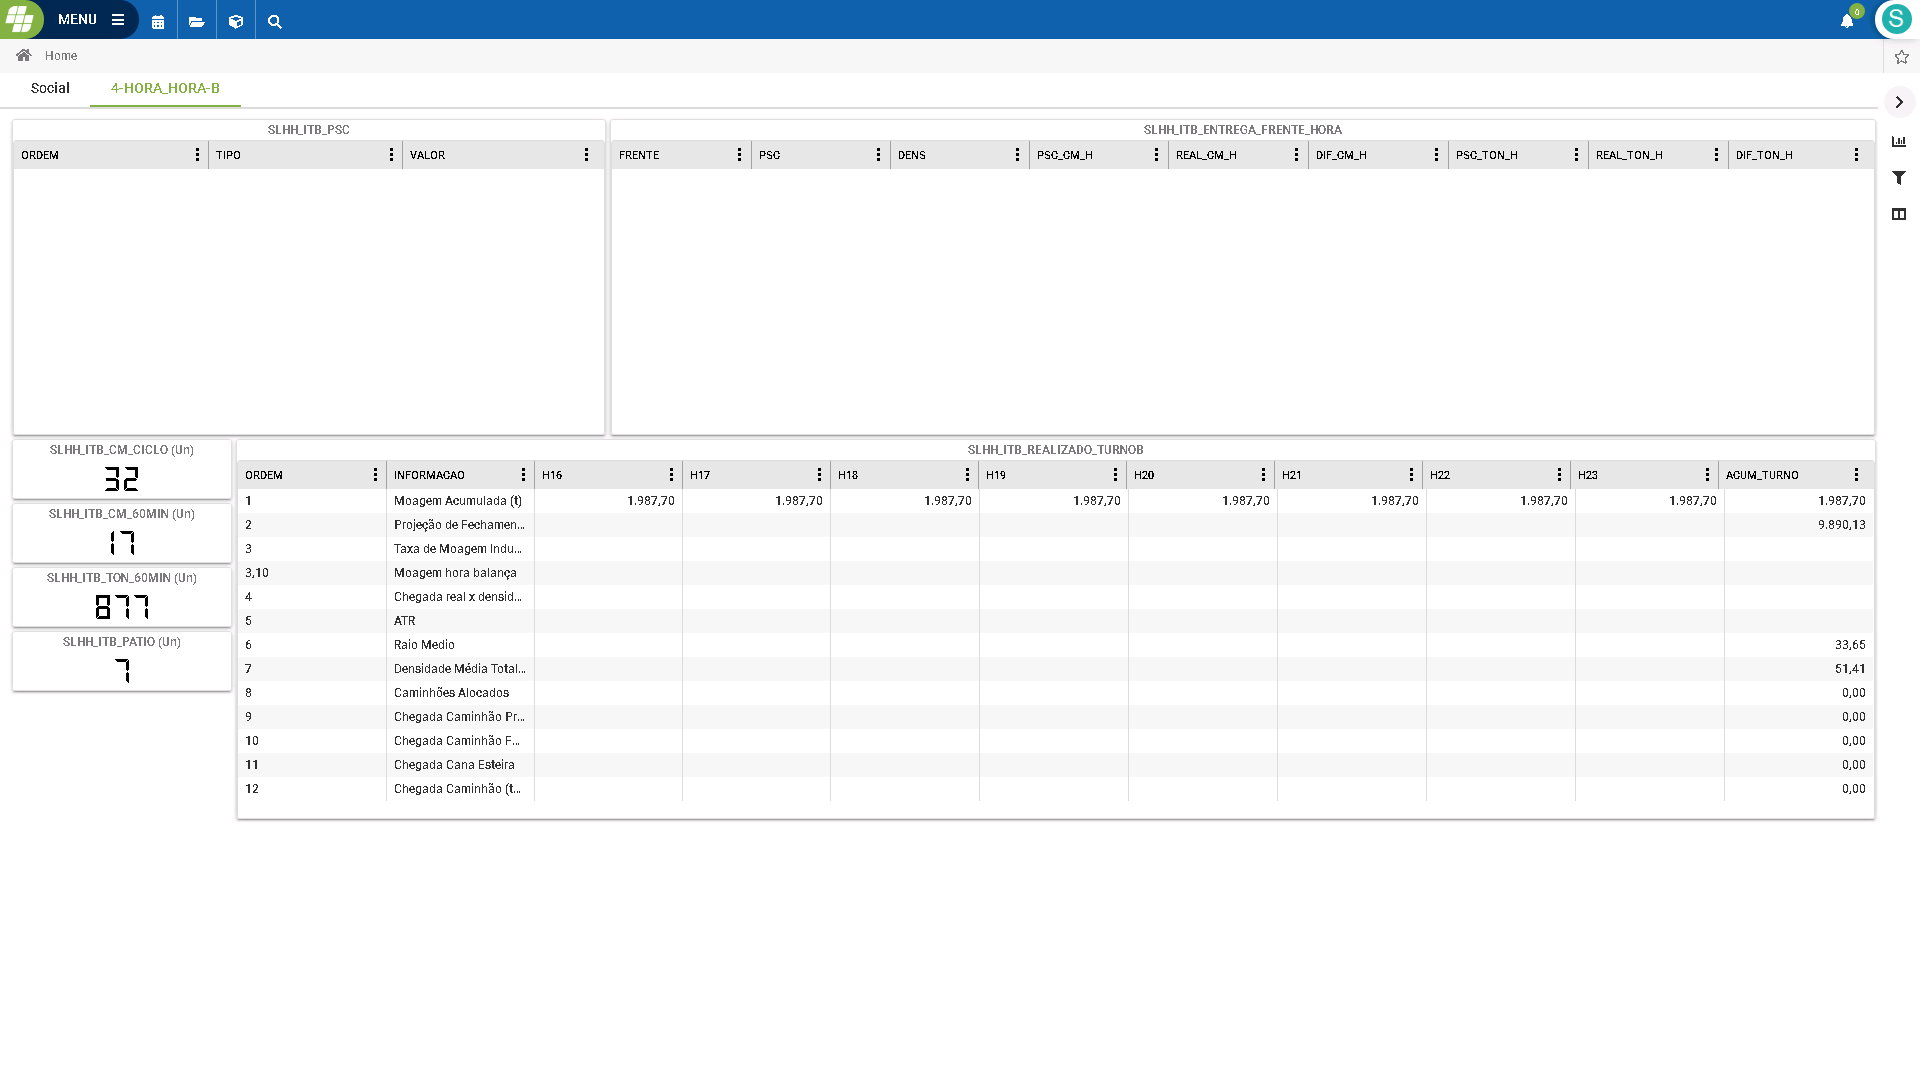 MENU
0
S
Home
Social 4-HORA_HORA-B
SLHH_ITB_PSC
ORDEM TIPO VALOR
SLHH_ITB_ENTREGA_FRENTE_HORA
FRENTE PSC DENS PSC_CM_H REAL_CM_H DIF_CM_H PSC_TON_H REAL_TON_H DIF_TON_H
SLHH_ITB_CM_CICLO (Un)
32
SLHH_ITB_CM_60MIN (Un)
17
SLHH_ITB_TON_60MIN (Un)
877
SLHH_ITB_PATIO (Un)
7
SLHH_ITB_REALIZADO_TURNOB
ORDEM INFORMACAO H16 H17 H18 H19 H20 H21 H22 H23 ACUM_TURNO
1 Moagem Acumulada (t) 1.987,70 1.987,70 1.987,70 1.987,70 1.987,70 1.987,70 1.987,70 1.987,70 1.987,70
2 Projeção de Fechamen... 9.890,13
3 Taxa de Moagem Indu...
3,10 Moagem hora balança
4 Chegada real x densid...
5 ATR
6 Raio Medio 33,65
7 Densidade Média Total... 51,41
8 Caminhões Alocados 0,00
9 Chegada Caminhão Pr... 0,00
10 Chegada Caminhão F... 0,00
11 Chegada Cana Esteira 0,00
12 Chegada Caminhão (t... 0,00